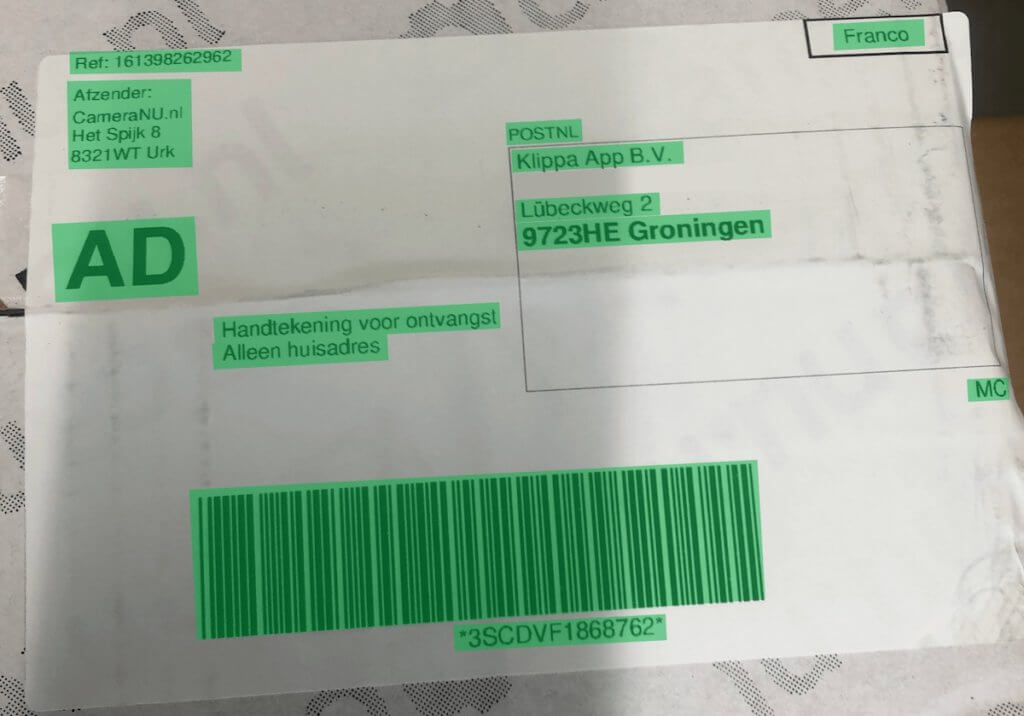 Franco
Ref: 161398262962
Afzender:
CameraNU.nl
Het Spijk 8
8321WT Urk
POSTNL
Klippa App B.V.
Lübeckweg 2
9723HE Groningen
AD
Handtekening voor ontvangst
Alleen huisadres
MC
*3SCDVF1868762*